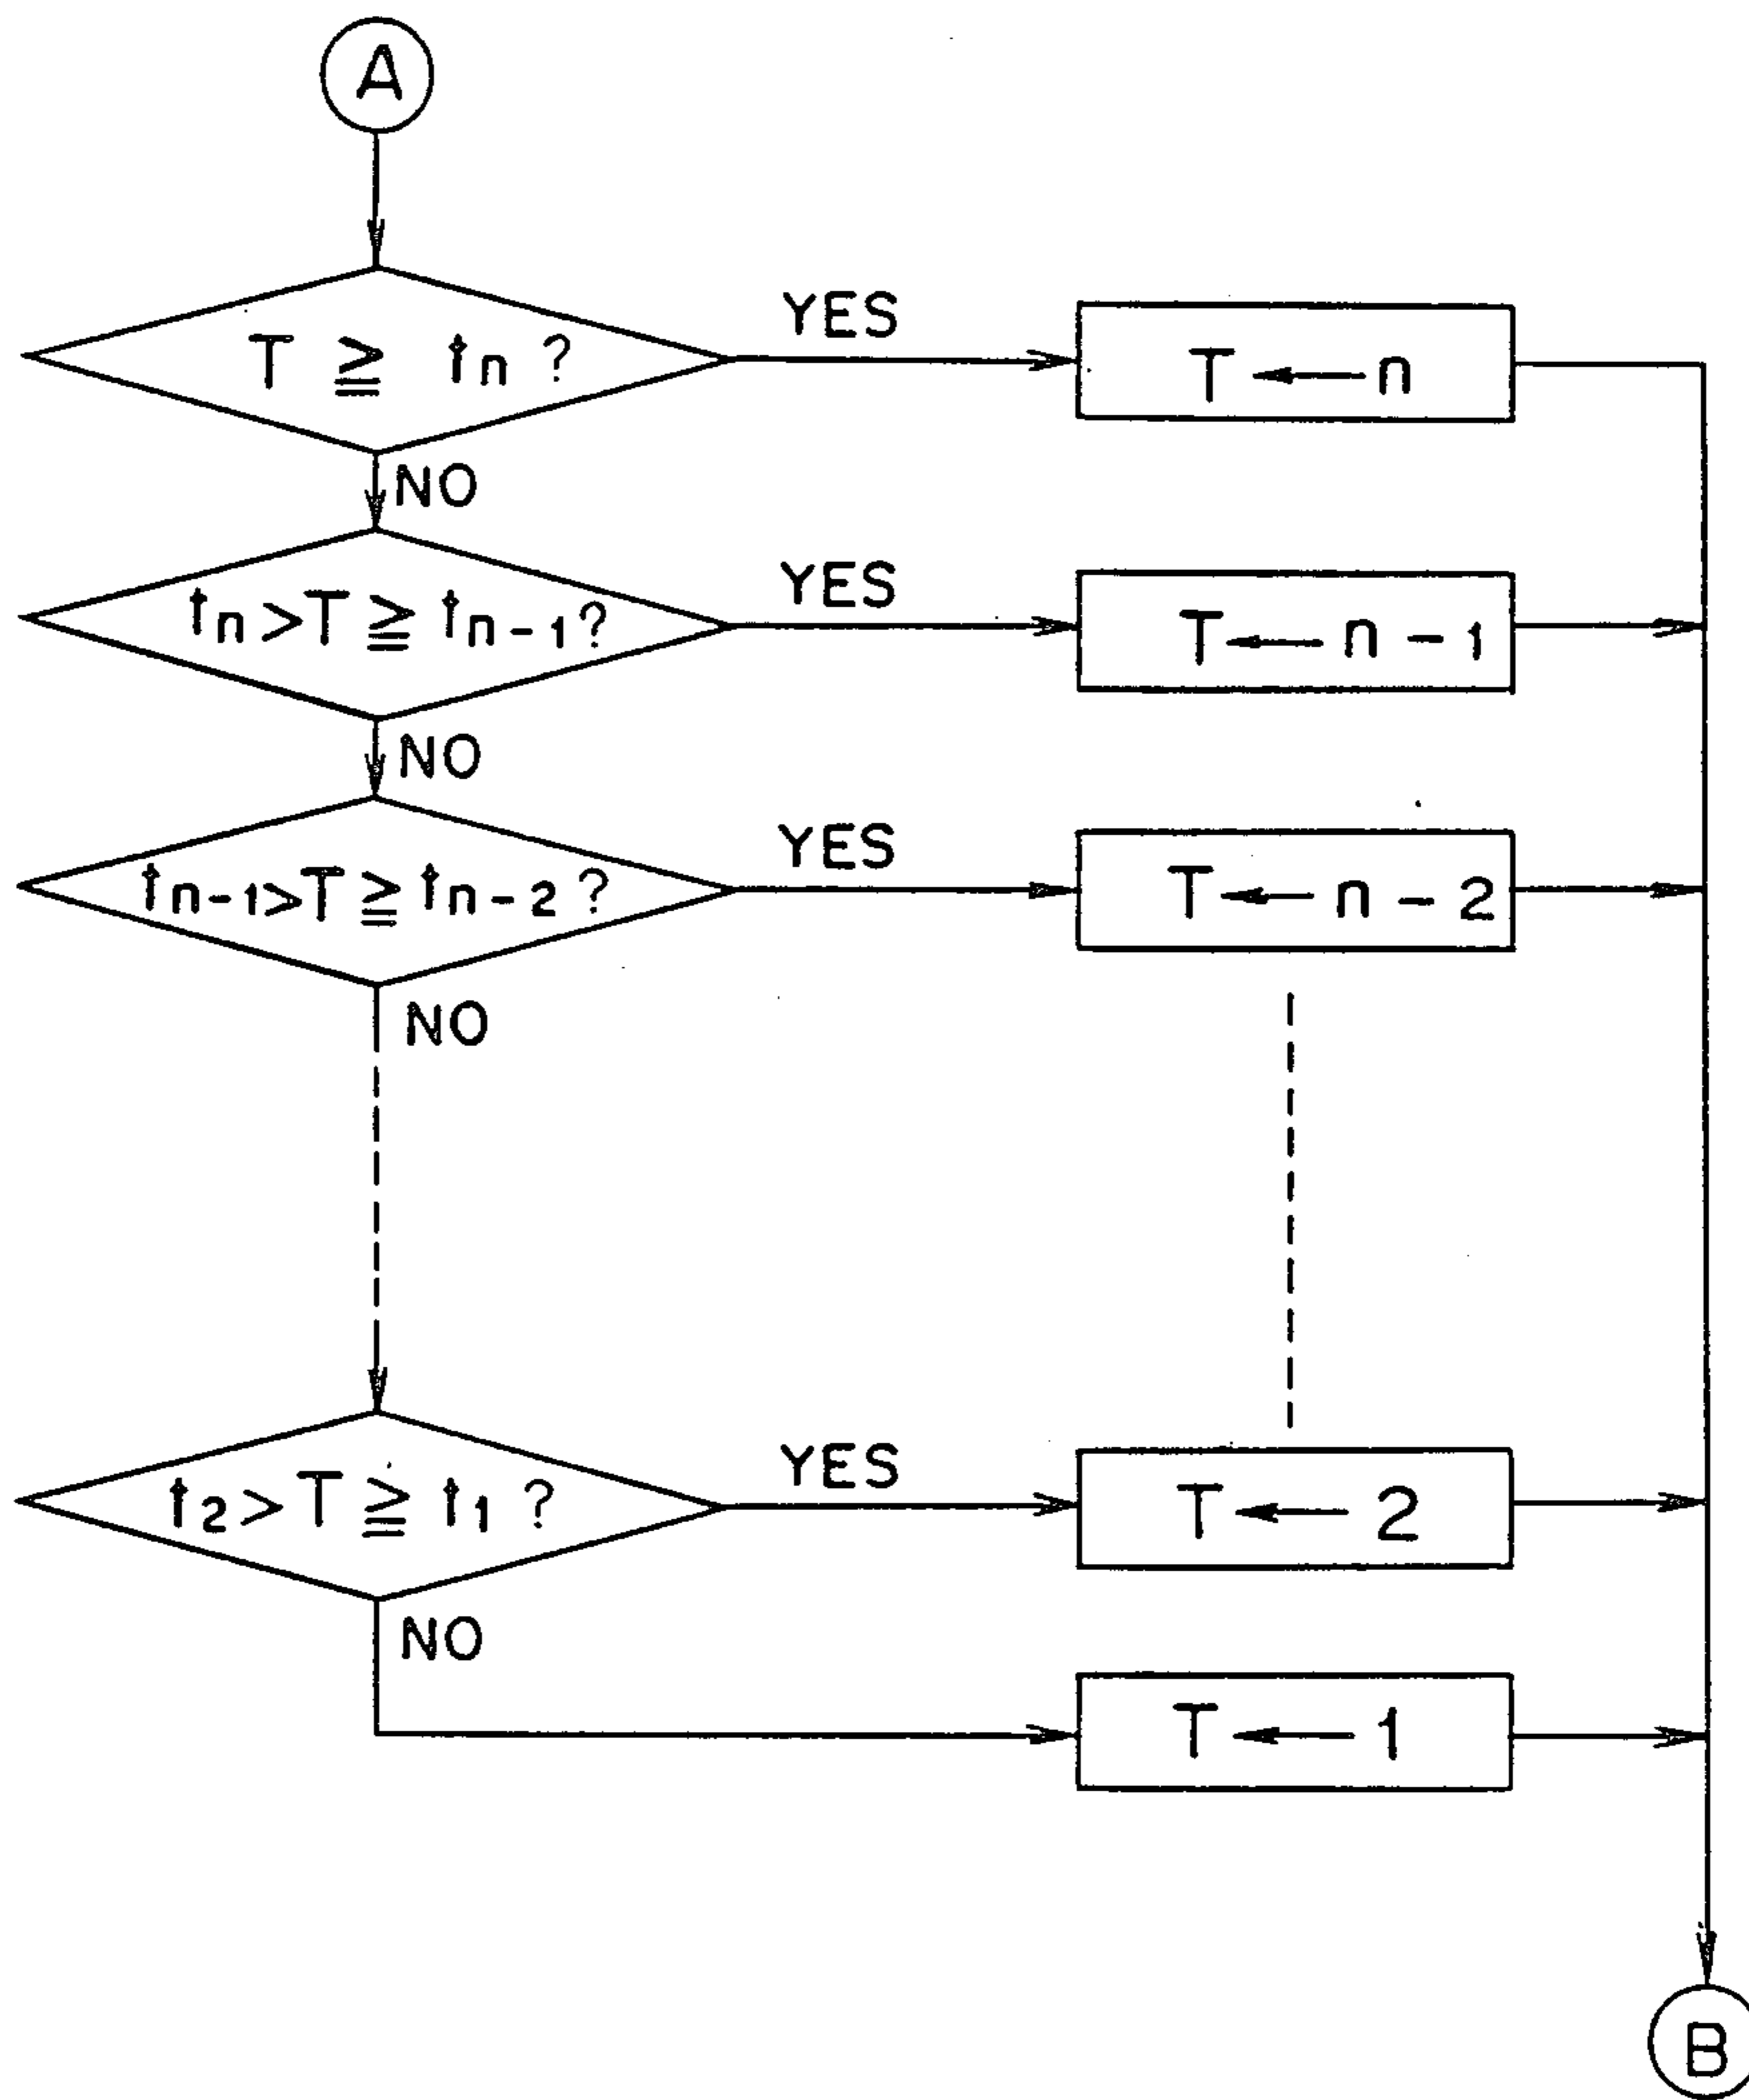 A
T ≧ tn ?
YES
T ← n
NO
tn > T ≧ tn-1 ?
YES
T ← n - 1
NO
tn-1 > T ≧ tn-2 ?
YES
T ← n - 2
NO
t2 > T ≧ t1 ?
YES
T ← 2
NO
T ← 1
B